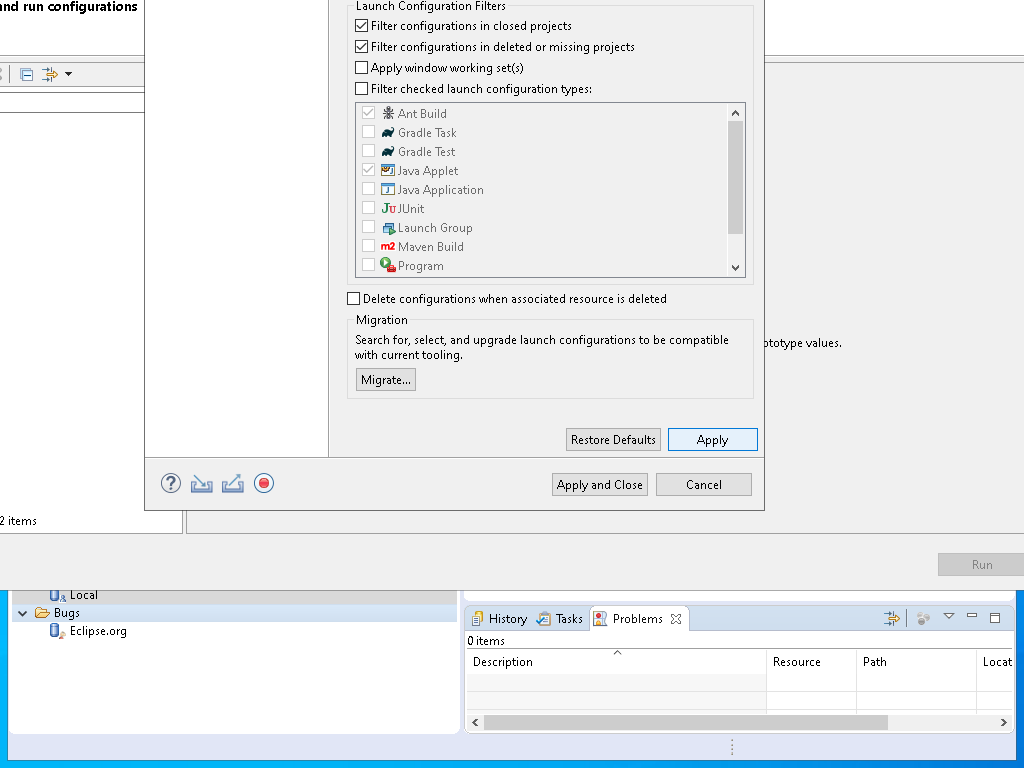 and run configurations
Launch Configuration Filters
Filter configurations in closed projects
Filter configurations in deleted or missing projects
Apply window working set(s)
Filter checked launch configuration types:
Ant Build
Gradle Task
Gradle Test
Java Applet
Java Application
Ju JUnit
Launch Group
m2 Maven Build
Program
Delete configurations when associated resource is deleted
Migration
Search for, select, and upgrade launch configurations to be compatible
with current tooling.
ototype values.
Migrate...
Restore Defaults
Apply
Apply and Close
Cancel
2 items
Run
Local
Bugs
Eclipse.org
History
Tasks
Problems
0 items
Description
Resource
Path
Locat